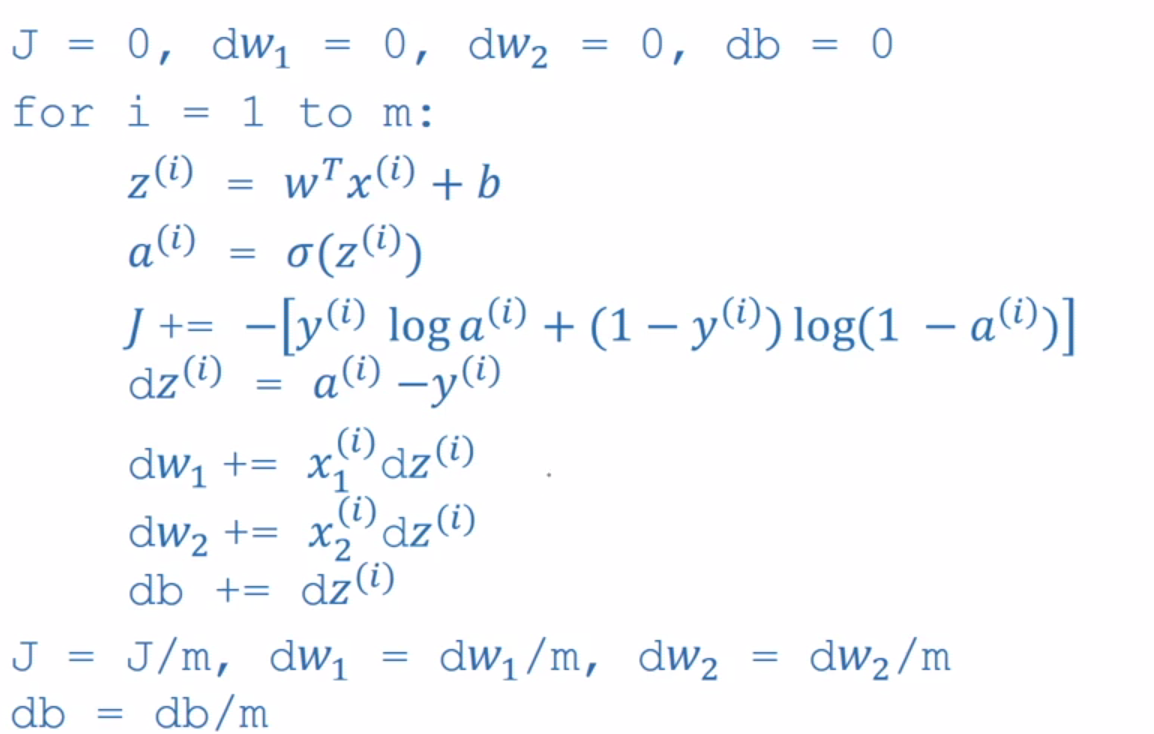 J = 0, dw₁ = 0, dw₂ = 0, db = 0
for i = 1 to m:
z⁽ⁱ⁾ = wᵀx⁽ⁱ⁾ + b
a⁽ⁱ⁾ = σ(z⁽ⁱ⁾)
J += −[y⁽ⁱ⁾ log a⁽ⁱ⁾ + (1 − y⁽ⁱ⁾) log(1 − a⁽ⁱ⁾)]
dz⁽ⁱ⁾ = a⁽ⁱ⁾ −y⁽ⁱ⁾
dw₁ += x₁⁽ⁱ⁾dz⁽ⁱ⁾
dw₂ += x₂⁽ⁱ⁾dz⁽ⁱ⁾
db += dz⁽ⁱ⁾
J = J/m, dw₁ = dw₁/m, dw₂ = dw₂/m
db = db/m